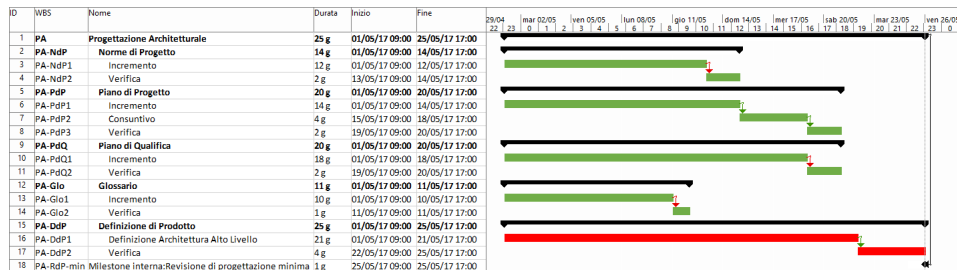 ID WBS Nome Durata Inizio Fine
29/04 mar 02/05 ven 05/05 lun 08/05 gio 11/05 dom 14/05 mer 17/05 sab 20/05 mar 23/05 ven 26/05
22 23 0 1 2 3 4 5 6 7 8 9 10 11 12 13 14 15 16 17 18 19 20 21 22 23 0
1 PA Progettazione Architetturale 25 g 01/05/17 09:00 25/05/17 17:00
2 PA-NdP Norme di Progetto 14 g 01/05/17 09:00 14/05/17 17:00
3 PA-NdP1 Incremento 12 g 01/05/17 09:00 12/05/17 17:00
4 PA-NdP2 Verifica 2 g 13/05/17 09:00 14/05/17 17:00
5 PA-PdP Piano di Progetto 20 g 01/05/17 09:00 20/05/17 17:00
6 PA-PdP1 Incremento 14 g 01/05/17 09:00 14/05/17 17:00
7 PA-PdP2 Consuntivo 4 g 15/05/17 09:00 18/05/17 17:00
8 PA-PdP3 Verifica 2 g 19/05/17 09:00 20/05/17 17:00
9 PA-PdQ Piano di Qualifica 20 g 01/05/17 09:00 20/05/17 17:00
10 PA-PdQ1 Incremento 18 g 01/05/17 09:00 18/05/17 17:00
11 PA-PdQ2 Verifica 2 g 19/05/17 09:00 20/05/17 17:00
12 PA-Glo Glossario 11 g 01/05/17 09:00 11/05/17 17:00
13 PA-Glo1 Incremento 10 g 01/05/17 09:00 10/05/17 17:00
14 PA-Glo2 Verifica 1 g 11/05/17 09:00 11/05/17 17:00
15 PA-DdP Definizione di Prodotto 25 g 01/05/17 09:00 25/05/17 17:00
16 PA-DdP1 Definizione Architettura Alto Livello 21 g 01/05/17 09:00 21/05/17 17:00
17 PA-DdP2 Verifica 4 g 22/05/17 09:00 25/05/17 17:00
18 PA-RdP-min Milestone interna:Revisione di progettazione minima 1 g 25/05/17 09:00 25/05/17 17:00